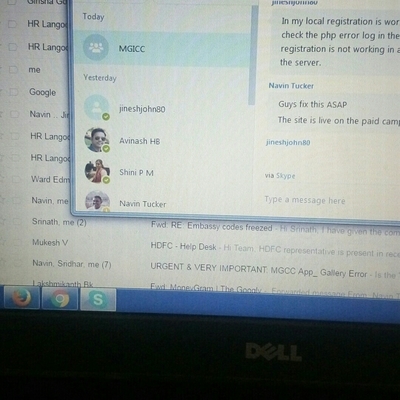 Girisha Go
HR Langoo
HR Langoo
me
Google
Navin .. Jin
HR Langoo
HR Langoo
Ward Edm
Navin, me
Srinath, me (2)
Mukesh V
Navin, Sridhar, me (7)
Lakshmikanth Bk
Today
MGICC
Yesterday
jineshjohn80
Avinash HB
Shini P M
Navin Tucker
jineshjohn80
In my local registration is wor
check the php error log in the
registration is not working in a
the server.
Navin Tucker
Guys fix this ASAP
The site is live on the paid cam
jineshjohn80
via Skype
Type a message here
Fwd: RE: Embassy codes freezed - Hi Srinath, I have given the com
HDFC - Help Desk - Hi Team, HDFC representative is present in rece
URGENT & VERY IMPORTANT: MGCC App_ Gallery Error - Is the
Fwd: MoneyGram | The Googly - Forwarded message From: Navin T
DELL